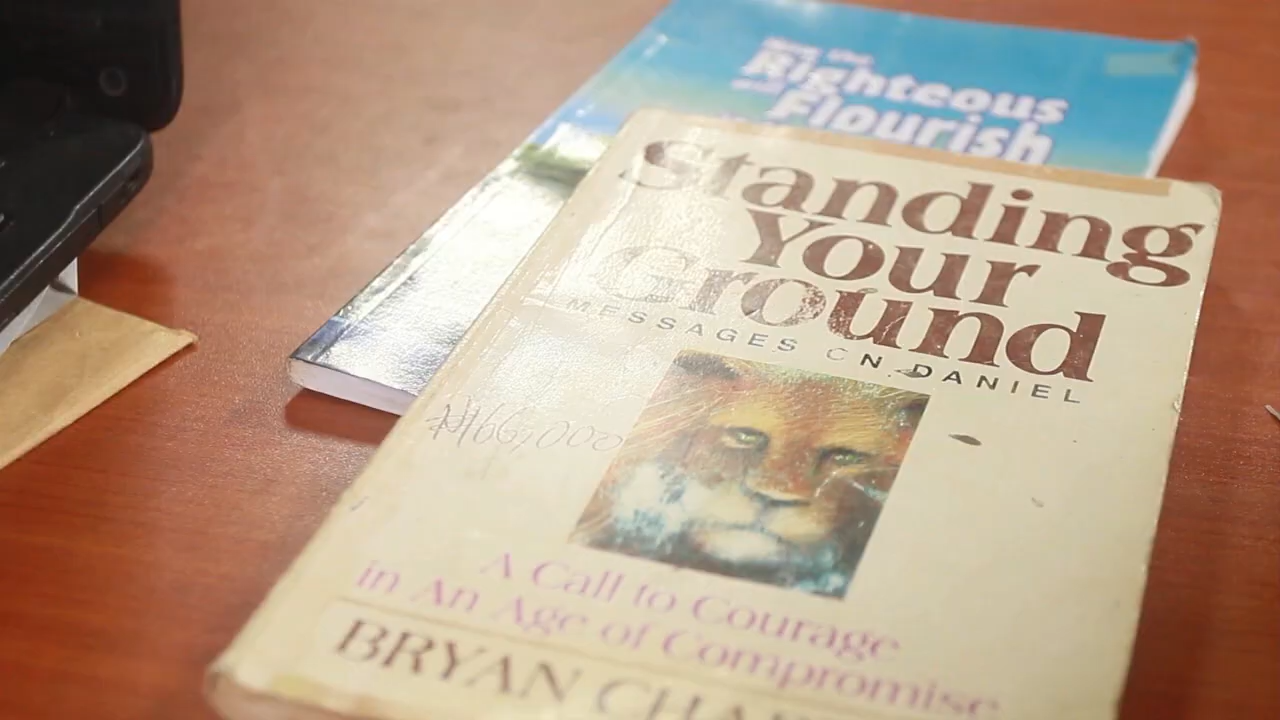 Righteous
Flourish
Standing
Your
Ground
MESSAGES ON DANIEL
₦166,000
A Call to Courage
in An Age of Compromise
BRYAN